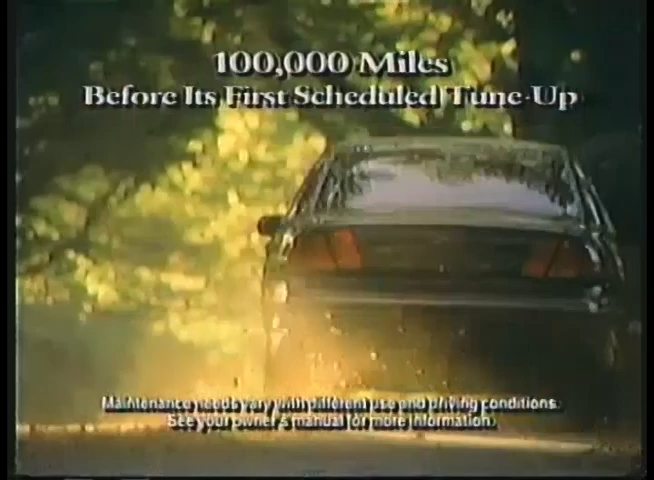 100,000 Miles
Before Its First Scheduled Tune-Up
Maintenance needs vary with different use and driving conditions.
See your owner's manual for more information.